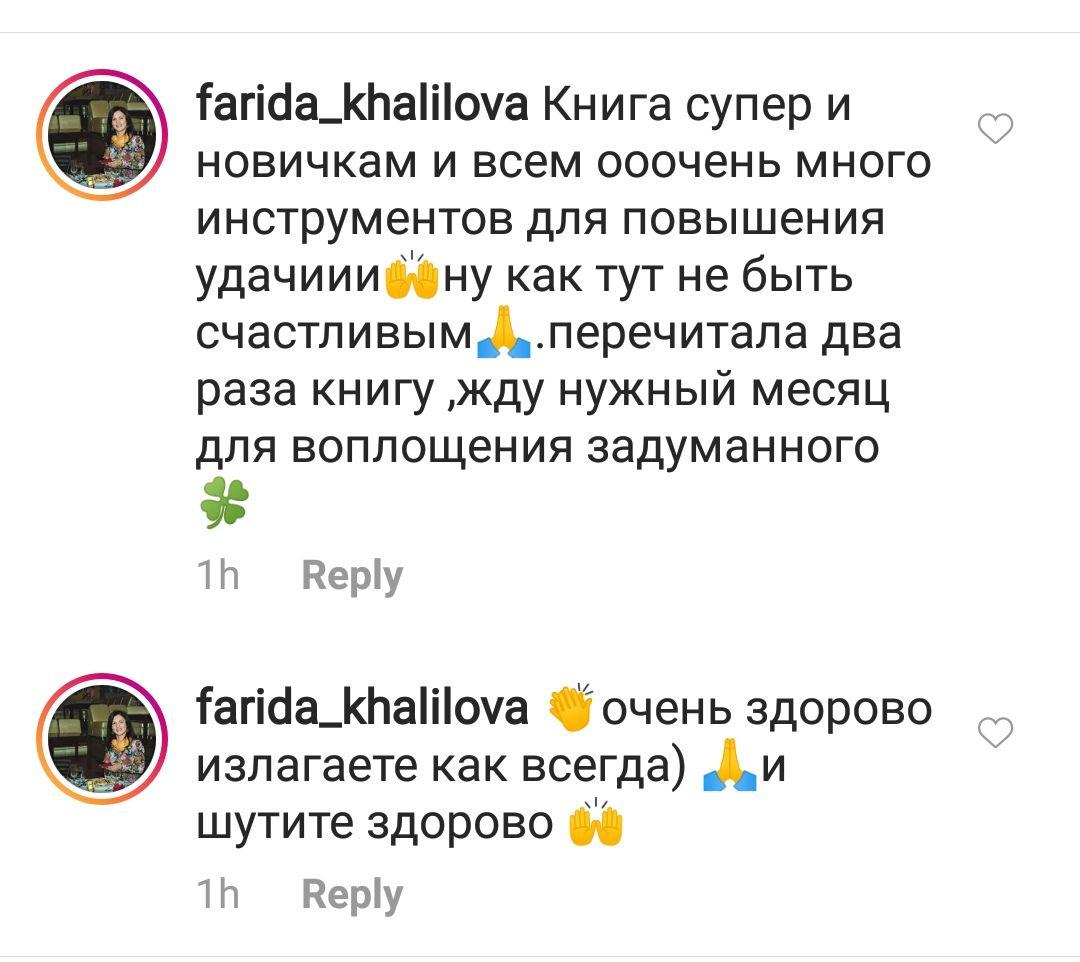 farida_khalilova Книга супер и
новичкам и всем ооочень много
инструментов для повышения
удачиии🙌ну как тут не быть
счастливым🙏.перечитала два
раза книгу ,жду нужный месяц
для воплощения задуманного
🍀
1h Reply
farida_khalilova 👏очень здорово
излагаете как всегда) 🙏и
шутите здорово 🙌
1h Reply